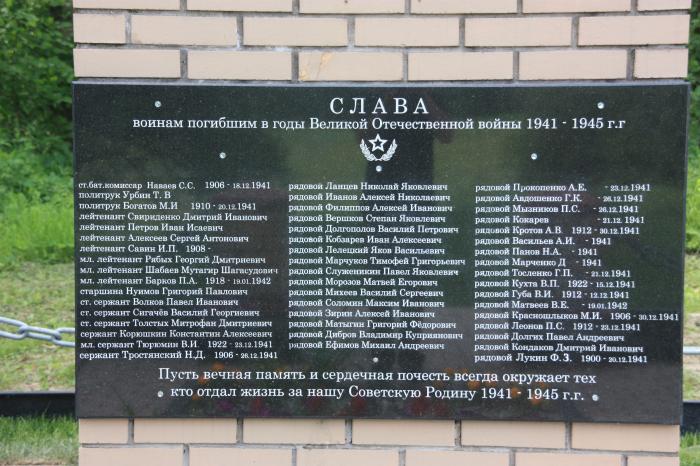 СЛАВА
воинам погибшим в годы Великой Отечественной войны 1941 - 1945 г.г
ст.бат.комиссар Наваев С.С. 1906 - 18.12.1941
политрук Урбин Т. В
политрук Богатов М.И 1910 - 20.12.1941
лейтенант Свириденко Дмитрий Иванович
лейтенант Петров Иван Исаевич
лейтенант Алексеев Сергей Антонович
лейтенант Савин И.П. 1908 -
мл. лейтенант Рябых Георгий Дмитриевич
мл. лейтенант Шабаев Мутагир Шагасудович
мл. лейтенант Барков П.А. 1918 - 19.01.1942
старшина Нуимов Григорий Павлович
ст. сержант Волков Павел Иванович
ст. сержант Сигачёв Василий Георгиевич
ст. сержант Толстых Митрофан Дмитриевич
сержант Корюшкин Константин Алексеевич
мл. сержант Тюрюмин В.И. 1922 - 23.12.1941
сержант Тростянский Н.Д. 1906 - 26.12.1941
рядовой Ланцев Николай Яковлевич
рядовой Иванов Алексей Николаевич
рядовой Филиппов Алексей Иванович
рядовой Вершков Степан Яковлевич
рядовой Долгополов Василий Петрович
рядовой Кобзарев Иван Алексеевич
рядовой Лелецкий Яков Васильевич
рядовой Марчуков Тимофей Григорьевич
рядовой Служеникин Павел Яковлевич
рядовой Морозов Матвей Егорович
рядовой Михеев Василий Сергеевич
рядовой Соломин Максим Иванович
рядовой Зирин Алексей Иванович
рядовой Матыгин Григорий Фёдорович
рядовой Дибров Владимир Куприянович
рядовой Ефимов Михаил Андреевич
рядовой Прокопенко А.Е. - 23.12.1941
рядовой Авдошенко Г.К. - 26.12.1941
рядовой Мызников П.С. - 26.12.1941
рядовой Кокарев - 21.12. 1941
рядовой Кротов А.В 1912 - 30.12.1941
рядовой Васильев А.И. - 1941
рядовой Панов Н.А. - 1941
рядовой Марченко Д - 1941
рядовой Тосленко Г.П. - 21.12.1941
рядовой Кухта В.П 1922 - 15.12.1941
рядовой Губа В.И. 1912 - 12.12.1941
рядовой Матвеев В.Е. - 19.01.1942
рядовой Красношлыков М.И. 1906 - 30.12.1941
рядовой Леонов П.С. 1912 - 23.12.1941
рядовой Долгих Павел Андреевич
рядовой Кондаков Дмитрий Иванович
рядовой Лукин Ф.З. 1900 - 20.12.1941
Пусть вечная память и сердечная почесть всегда окружает тех
кто отдал жизнь за нашу Советскую Родину 1941 - 1945 г.г.